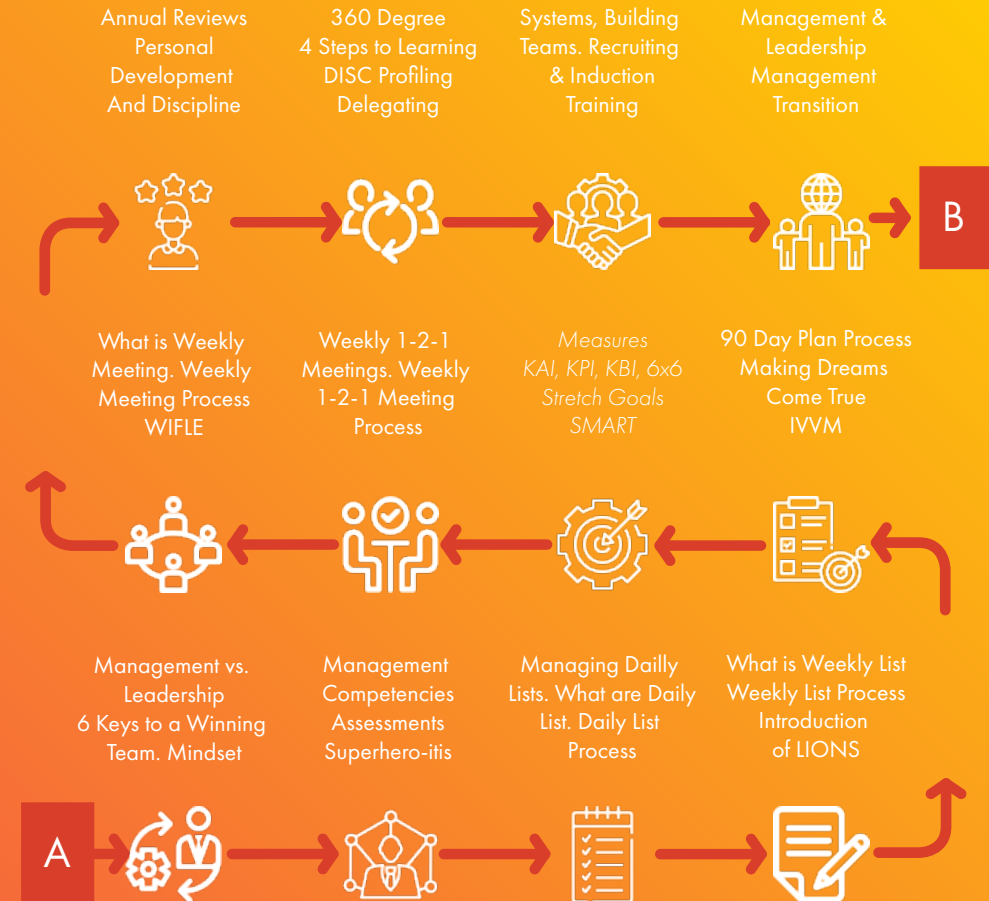 Annual Reviews
Personal
Development
And Discipline
360 Degree
4 Steps to Learning
DISC Profiling
Delegating
Systems, Building
Teams. Recruiting
& Induction
Training
Management &
Leadership
Management
Transition
B
What is Weekly
Meeting. Weekly
Meeting Process
WIFLE
Weekly 1-2-1
Meetings. Weekly
1-2-1 Meeting
Process
Measures
KAI, KPI, KBI, 6x6
Stretch Goals
SMART
90 Day Plan Process
Making Dreams
Come True
IVVM
Management vs.
Leadership
6 Keys to a Winning
Team. Mindset
Management
Competencies
Assessments
Superhero-itis
Managing Dailly
Lists. What are Daily
List. Daily List
Process
What is Weekly List
Weekly List Process
Introduction
of LIONS
A